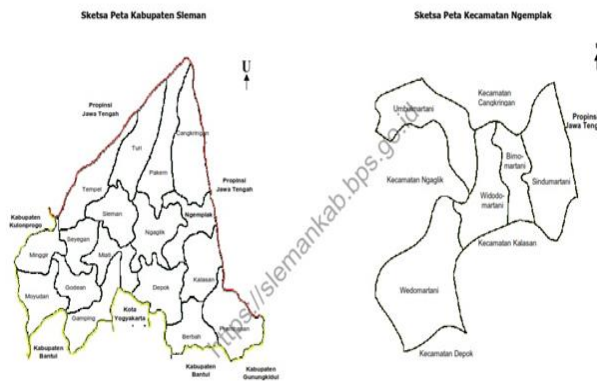 Sketsa Peta Kabupaten Sleman
U
Propinsi
Jawa Tengah
Cangkringan
Turi
Pakem
Tempel
Propinsi
Jawa Tengah
Sleman
Ngemplak
Kabupaten
Kulonprogo
Seyegan
Ngaglik
Minggir
Mlati
Kalasan
Godean
Depok
Moyudan
Gamping
Kota
Yogyakarta
Berbah
Prambanan
Kabupaten
Bantul
Kabupaten
Bantul
Kabupaten
Gunungkidul
Sketsa Peta Kecamatan Ngemplak
Kecamatan
Cangkringan
Umbulmartani
Propins
Jawa Teng
Bimo-
martani
Kecamatan Ngaglik
Sindumartani
Widodo-
martani
Kecamatan Kalasan
Wedomartani
Kecamatan Depok
https://slemankab.bps.go.id